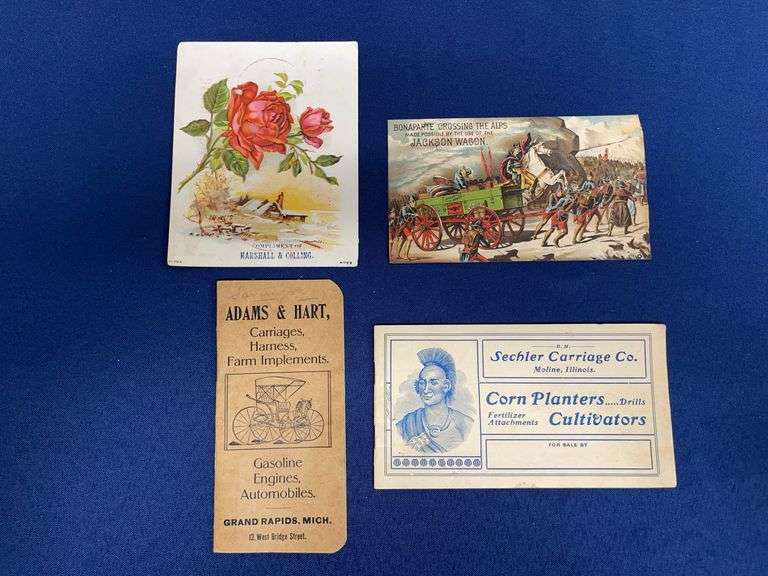 COMPLIMENT OF
MARSHALL & COLLING.
BONAPARTE CROSSING THE ALPS
MADE POSSIBLE BY THE USE OF THE
JACKSON WAGON.
ADAMS & HART,
Carriages,
Harness,
Farm Implements.
Gasoline
Engines,
Automobiles.
GRAND RAPIDS, MICH.
12, West Bridge Street.
D. M.
Sechler Carriage Co.
Moline, Illinois.
Corn Planters.....Drills
Fertilizer
Attachments Cultivators
FOR SALE BY